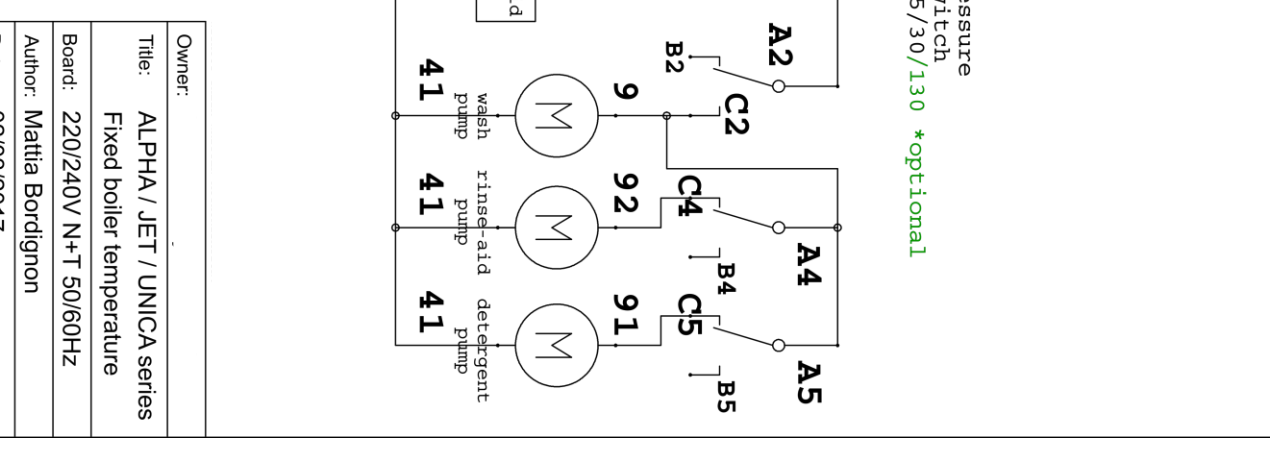 essure
witch
5/30/130 *optional
A2
B2
C2
9
wash
pump
41
A4
C4
B4
92
rinse-aid
pump
41
A5
C5
B5
91
detergent
pump
41
M
M
M
Owner:
Title: ALPHA / JET / UNICA series
Fixed boiler temperature
Board: 220/240V N+T 50/60Hz
Author: Mattia Bordignon